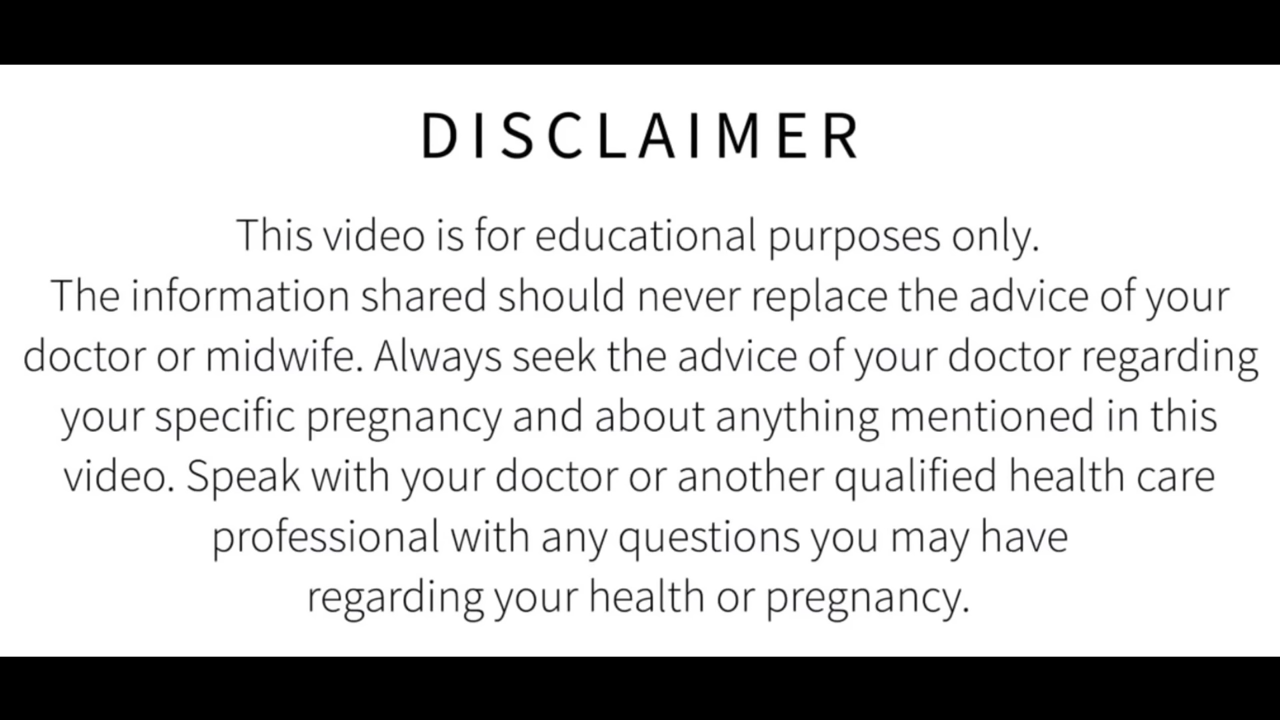 DISCLAIMER
This video is for educational purposes only.
The information shared should never replace the advice of your
doctor or midwife. Always seek the advice of your doctor regarding
your specific pregnancy and about anything mentioned in this
video. Speak with your doctor or another qualified health care
professional with any questions you may have
regarding your health or pregnancy.